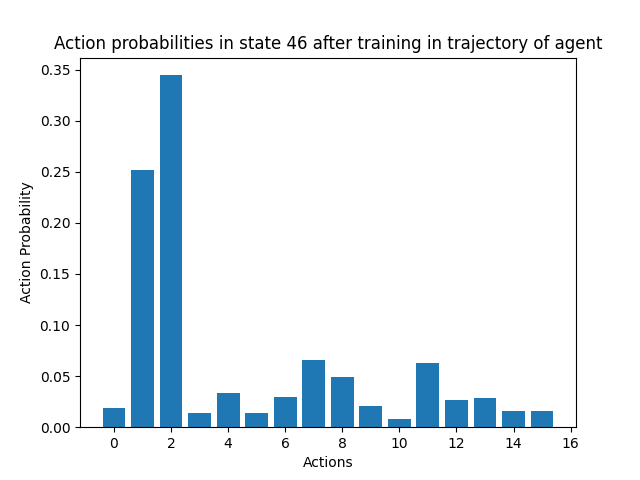 Action probabilities in state 46 after training in trajectory of agent
0.35
0.30
0.25
0.20
0.15
0.10
0.05
0.00
Action Probability
0 2 4 6 8 10 12 14 16
Actions